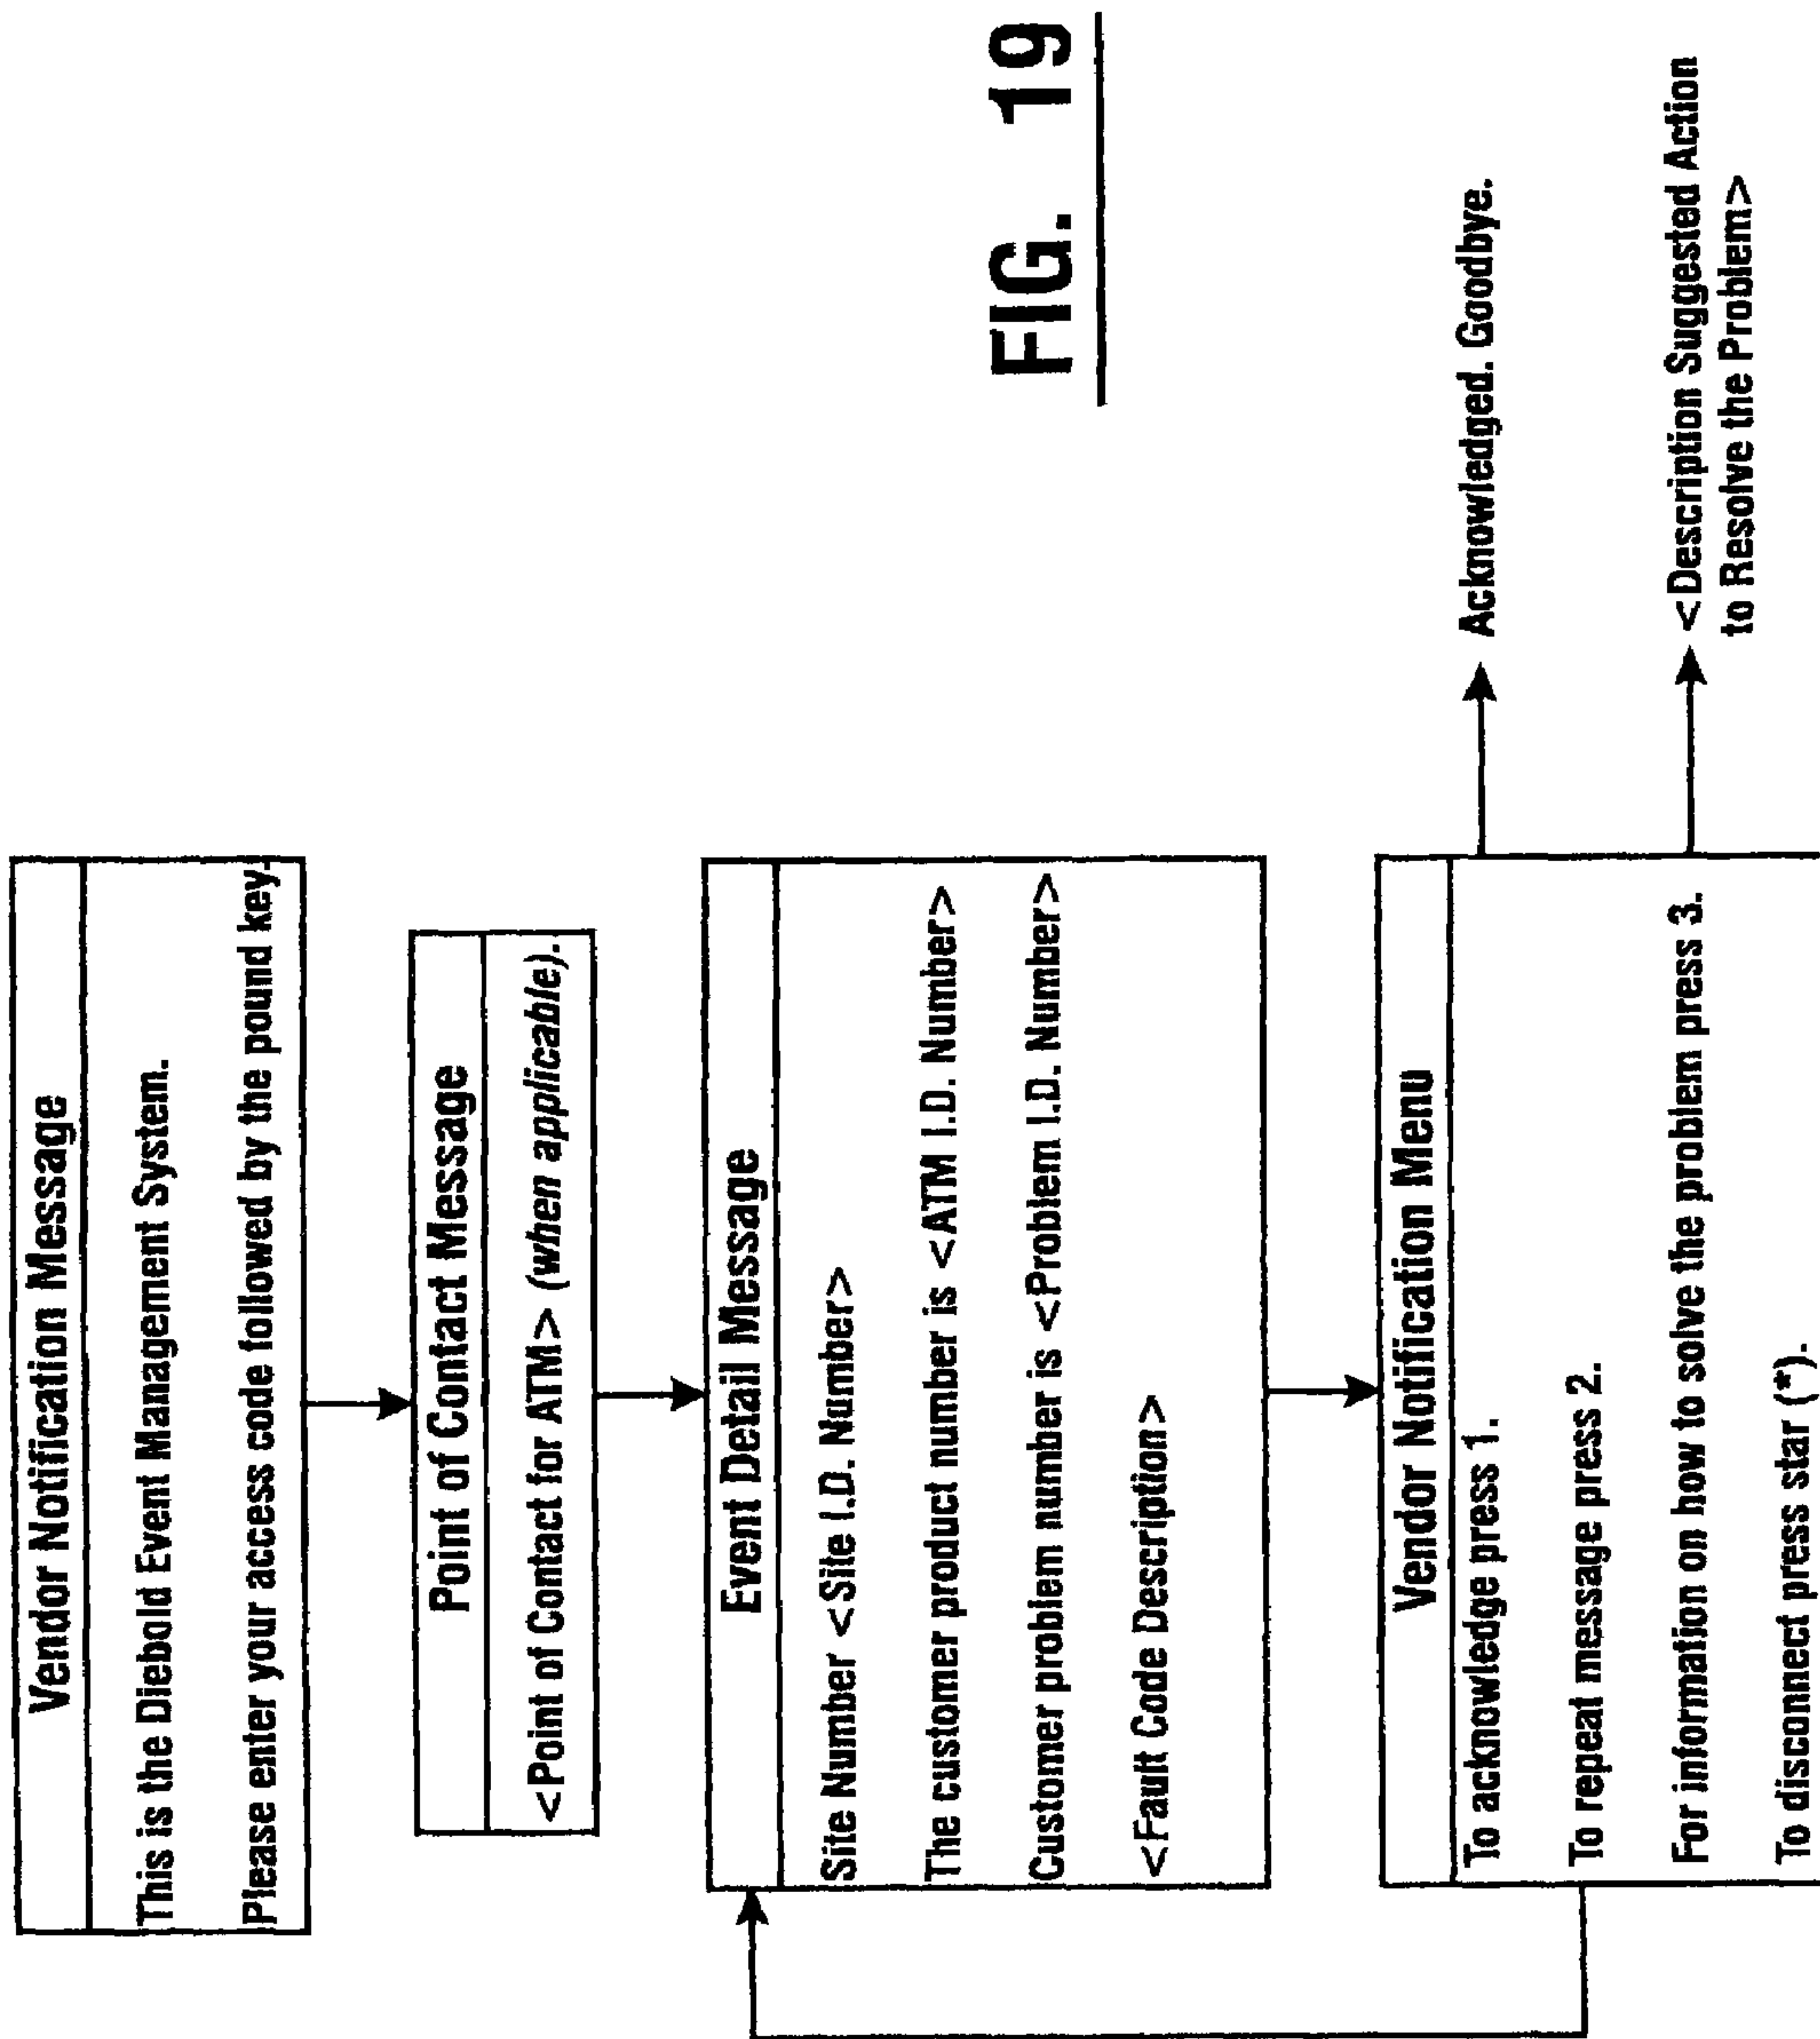 Vendor Notification Message
This is the Diebold Event Management System.
Please enter your access code followed by the pound key.
Point of Contact Message
<Point of Contact for ATM> (when applicable).
Event Detail Message
Site Number <Site I.D. Number>
The customer product number is <ATM I.D. Number>
Customer problem number is <Problem I.D. Number>
<Fault Code Description>
Vendor Notification Menu
To acknowledge press 1.
To repeat message press 2.
For information on how to solve the problem press 3.
To disconnect press star (*).
Acknowledged. Goodbye.
<Description Suggested Action
to Resolve the Problem>
FIG. 19